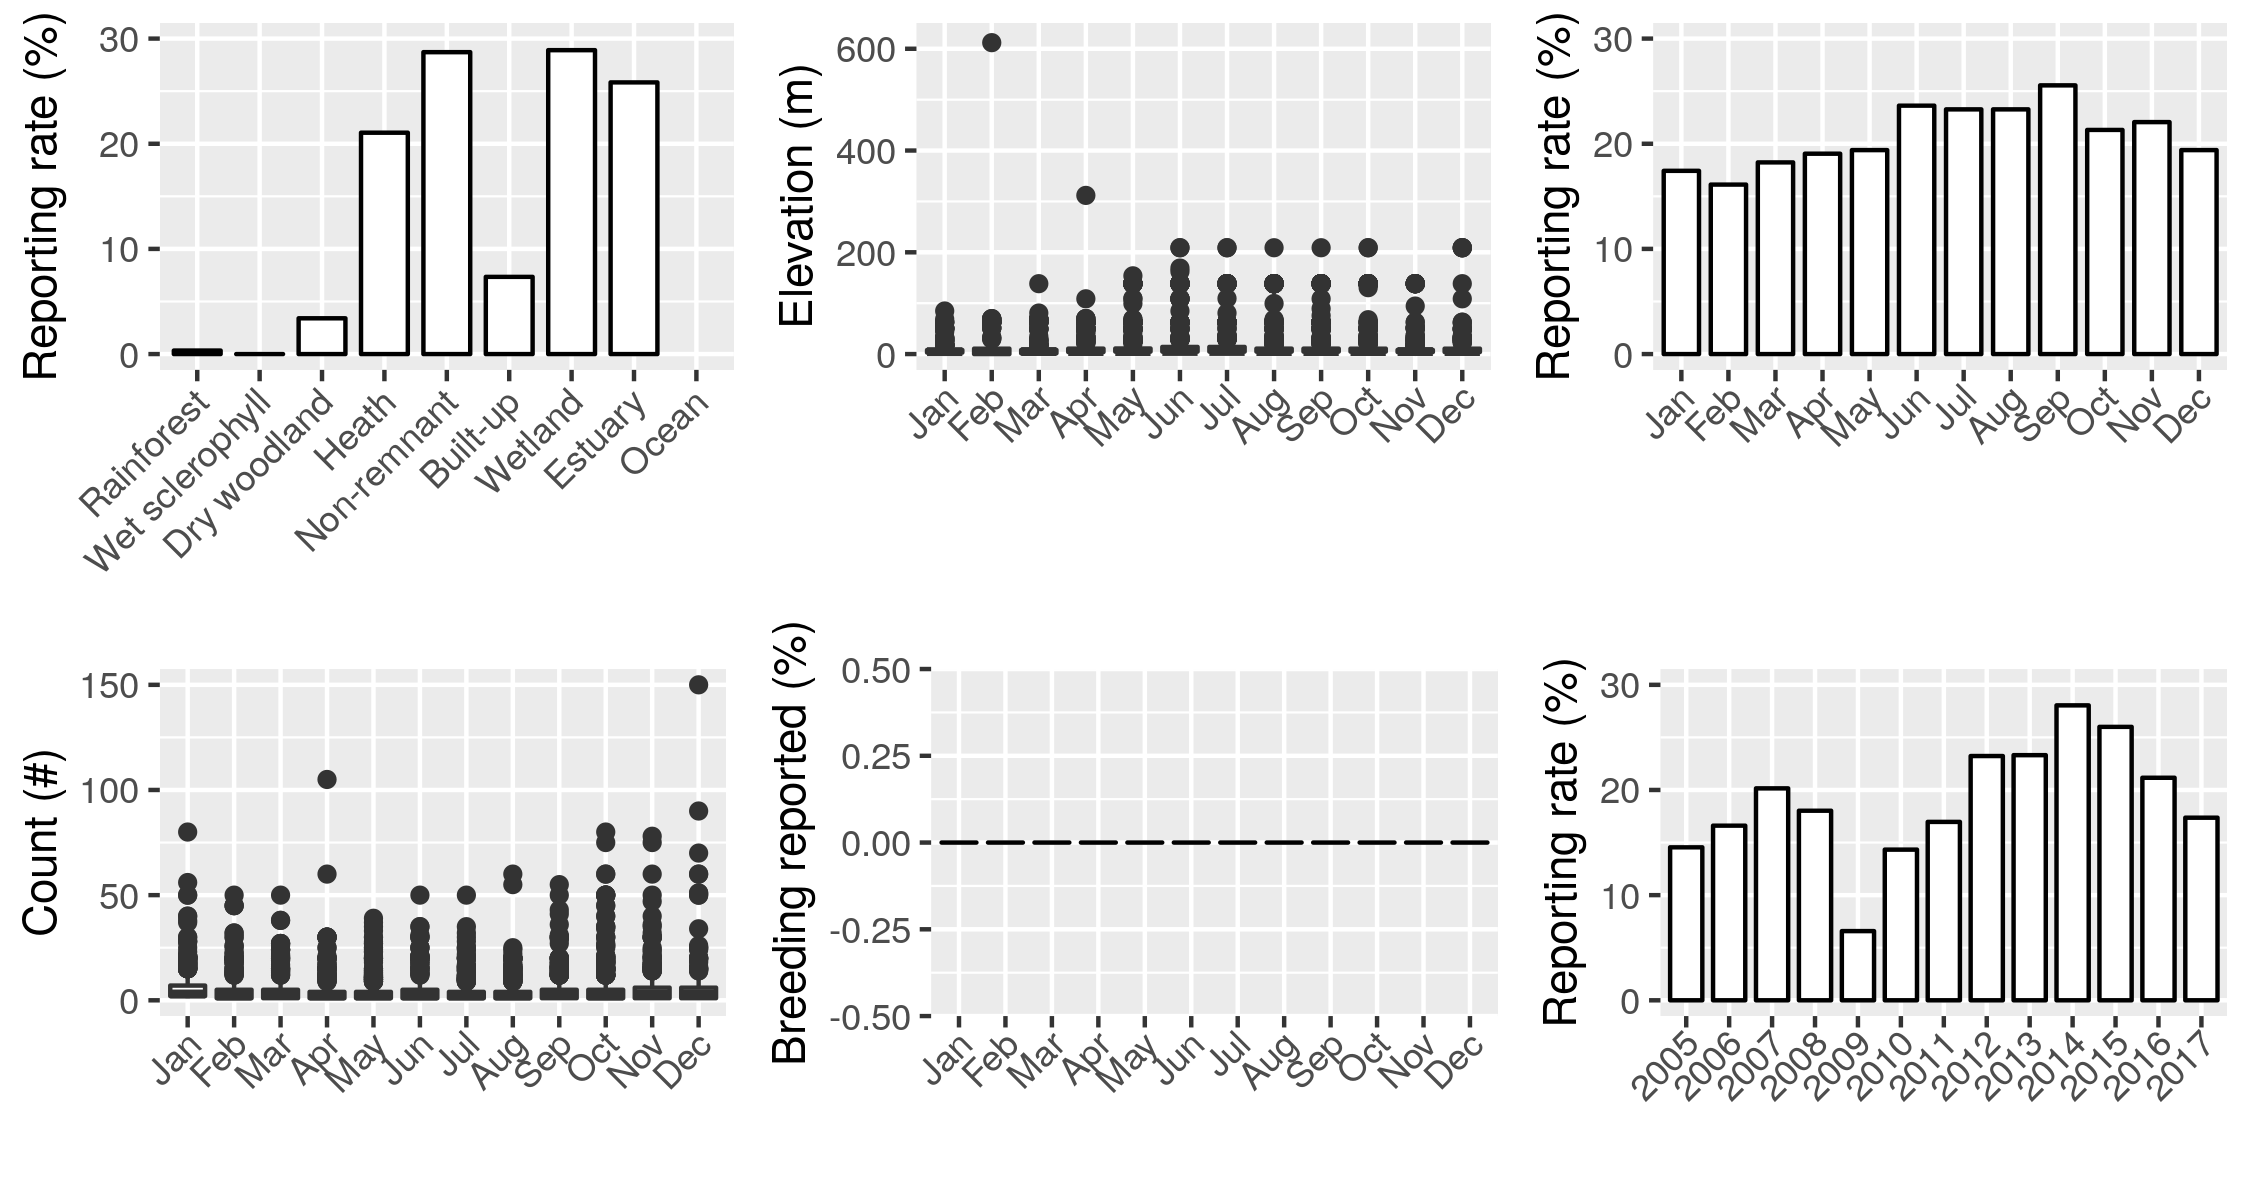 Reporting rate (%)
30
20
10
0
Rainforest
Wet sclerophyll
Dry woodland
Heath
Non-remnant
Built-up
Wetland
Estuary
Ocean
Elevation (m)
600
400
200
0
Jan
Feb
Mar
Apr
May
Jun
Jul
Aug
Sep
Oct
Nov
Dec
Reporting rate (%)
30
20
10
0
Jan
Feb
Mar
Apr
May
Jun
Jul
Aug
Sep
Oct
Nov
Dec
Count (#)
150
100
50
0
Jan
Feb
Mar
Apr
May
Jun
Jul
Aug
Sep
Oct
Nov
Dec
Breeding reported (%)
0.50
0.25
0.00
-0.25
-0.50
Jan
Feb
Mar
Apr
May
Jun
Jul
Aug
Sep
Oct
Nov
Dec
Reporting rate (%)
30
20
10
0
2005
2006
2007
2008
2009
2010
2011
2012
2013
2014
2015
2016
2017